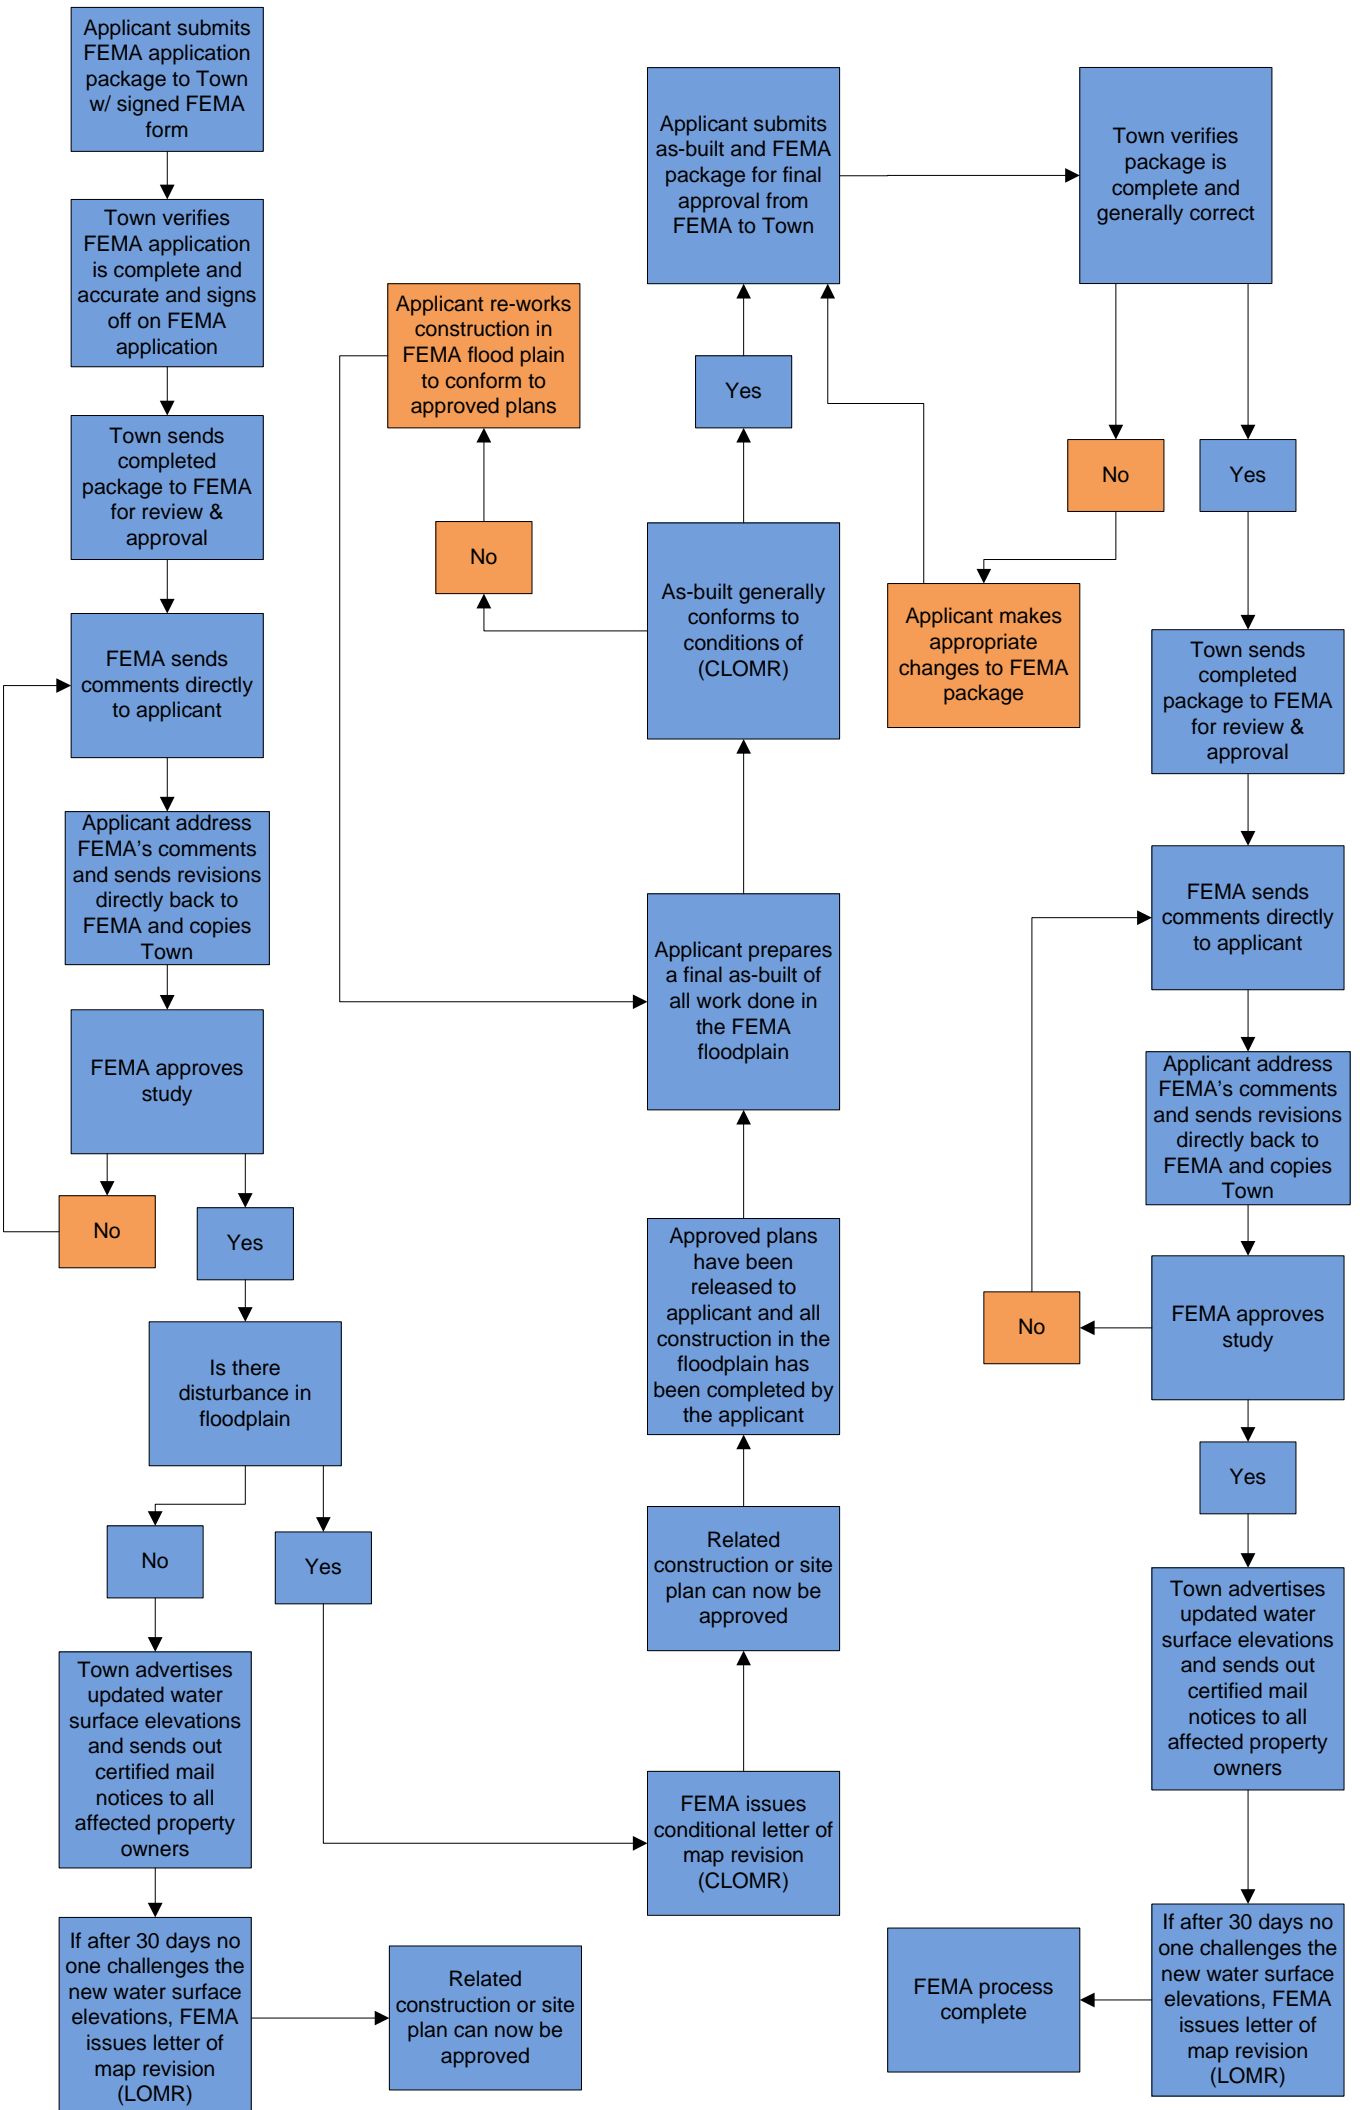 Applicant submits
FEMA application
package to Town
w/ signed FEMA
form
Town verifies
FEMA application
is complete and
accurate and signs
off on FEMA
application
Town sends
completed
package to FEMA
for review &
approval
FEMA sends
comments directly
to applicant
Applicant address
FEMA's comments
and sends revisions
directly back to
FEMA and copies
Town
FEMA approves
study
No
Yes
Is there
disturbance in
floodplain
No
Yes
Town advertises
updated water
surface elevations
and sends out
certified mail
notices to all
affected property
owners
If after 30 days no
one challenges the
new water surface
elevations, FEMA
issues letter of
map revision
(LOMR)
Related
construction or site
plan can now be
approved
FEMA issues
conditional letter of
map revision
(CLOMR)
Related
construction or site
plan can now be
approved
Approved plans
have been
released to
applicant and all
construction in the
floodplain has
been completed by
the applicant
Applicant prepares
a final as-built of
all work done in
the FEMA
floodplain
As-built generally
conforms to
conditions of
(CLOMR)
No
Applicant re-works
construction in
FEMA flood plain
to conform to
approved plans
Yes
Applicant submits
as-built and FEMA
package for final
approval from
FEMA to Town
Town verifies
package is
complete and
generally correct
No
Applicant makes
appropriate
changes to FEMA
package
Yes
Town sends
completed
package to FEMA
for review &
approval
FEMA sends
comments directly
to applicant
Applicant address
FEMA's comments
and sends revisions
directly back to
FEMA and copies
Town
FEMA approves
study
No
Yes
Town advertises
updated water
surface elevations
and sends out
certified mail
notices to all
affected property
owners
If after 30 days no
one challenges the
new water surface
elevations, FEMA
issues letter of
map revision
(LOMR)
FEMA process
complete